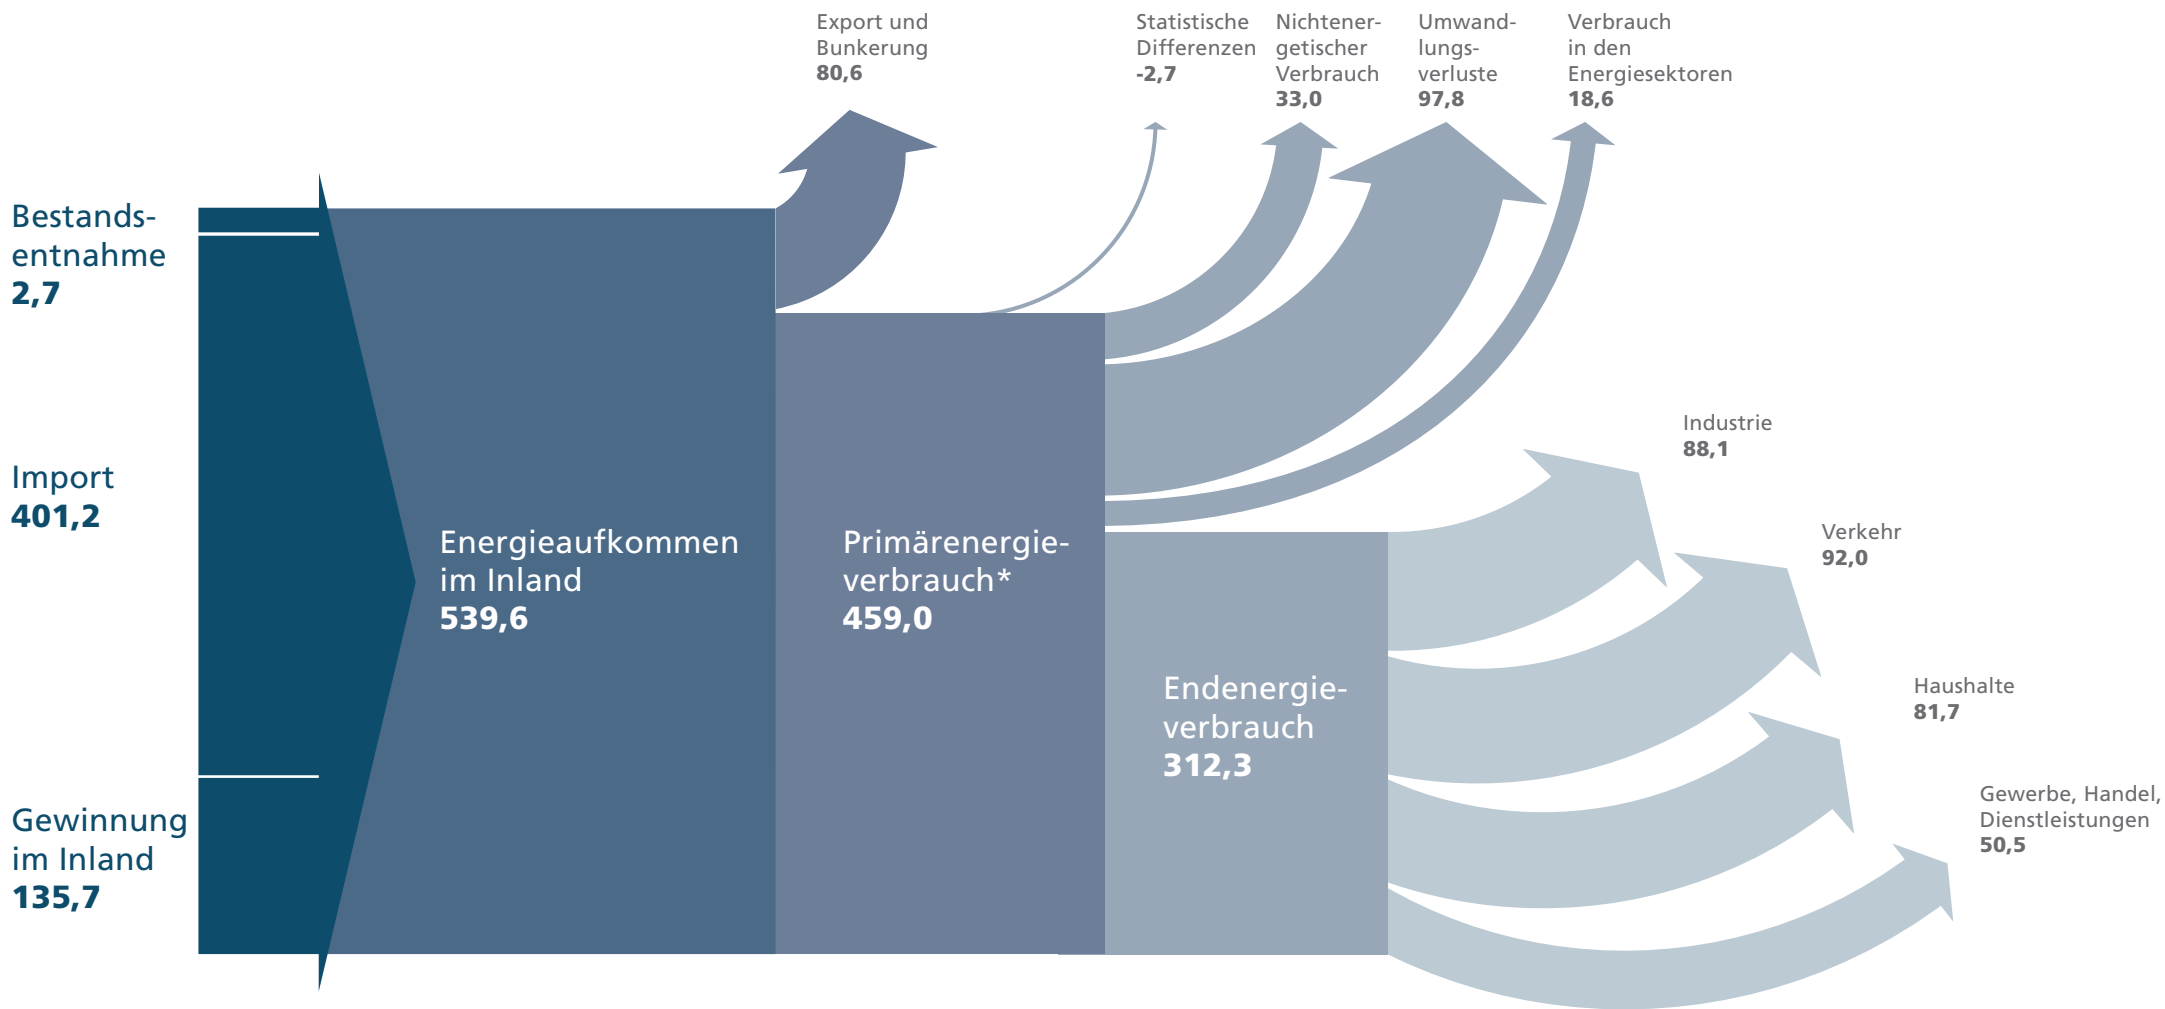 Export und
Bunkerung
80,6
Statistische
Differenzen
-2,7
Nichtener-
getischer
Verbrauch
33,0
Umwand-
lungs-
verluste
97,8
Verbrauch
in den
Energiesektoren
18,6
Bestands-
entnahme
2,7
Import
401,2
Gewinnung
im Inland
135,7
Energieaufkommen
im Inland
539,6
Primärenergie-
verbrauch*
459,0
Endenergie-
verbrauch
312,3
Industrie
88,1
Verkehr
92,0
Haushalte
81,7
Gewerbe, Handel,
Dienstleistungen
50,5